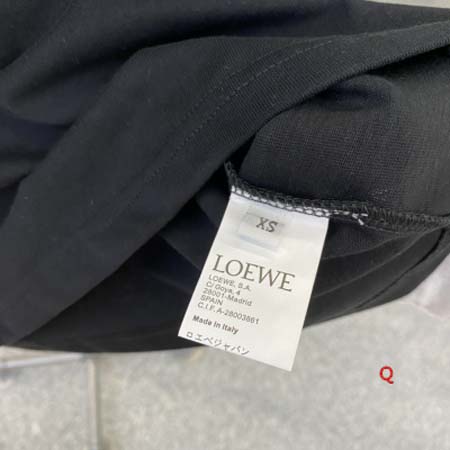 XS
LOEWE
LOEWE, S.A.
C/ Goya, 4
28001-Madrid
SPAIN
C.I.F. A-28003861
Made in Italy
ロエベジャパン
Q